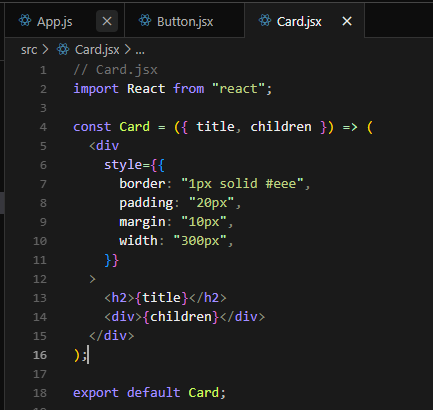 App.js Button.jsx Card.jsx
src > Card.jsx > ...
1 // Card.jsx
2 import React from "react";
3
4 const Card = ({ title, children }) => (
5   <div
6     style={{
7       border: "1px solid #eee",
8       padding: "20px",
9       margin: "10px",
10       width: "300px",
11     }}
12   >
13     <h2>{title}</h2>
14     <div>{children}</div>
15   </div>
16 );
17
18 export default Card;